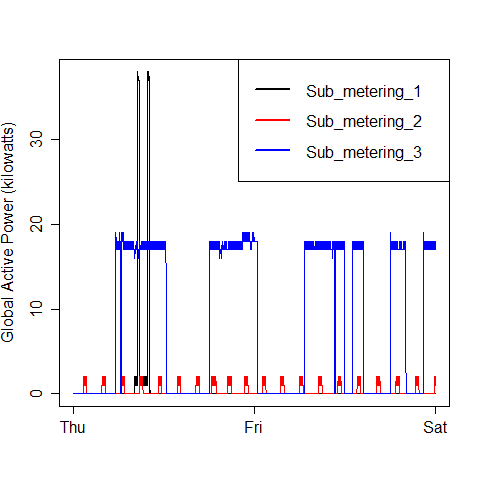 Sub_metering_1
Sub_metering_2
Sub_metering_3
Global Active Power (kilowatts)
30
20
10
0
Thu Fri Sat